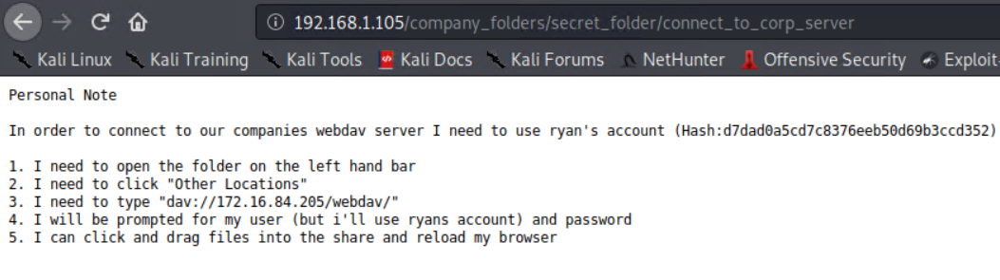 192.168.1.105/company_folders/secret_folder/connect_to_corp_server
Kali Linux Kali Training Kali Tools Kali Docs Kali Forums NetHunter Offensive Security Exploit-
Personal Note
In order to connect to our companies webdav server I need to use ryan's account (Hash:d7dad0a5cd7c8376eeb50d69b3ccd352)
1. I need to open the folder on the left hand bar
2. I need to click "Other Locations"
3. I need to type "dav://172.16.84.205/webdav/"
4. I will be prompted for my user (but i'll use ryans account) and password
5. I can click and drag files into the share and reload my browser